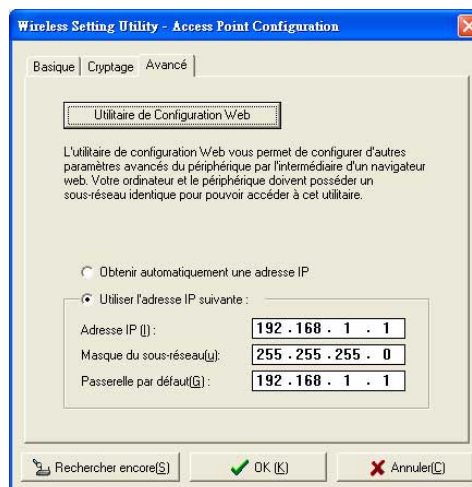 Wireless Setting Utility - Access Point Configuration
Basique Cryptage Avancé
Utilitaire de Configuration Web
L'utilitaire de configuration Web vous permet de configurer d'autres
paramètres avancés du périphérique par l'intermédiaire d'un navigateur
web. Votre ordinateur et le périphérique doivent posséder un
sous-réseau identique pour pouvoir accéder à cet utilitaire.
Obtenir automatiquement une adresse IP
Utiliser l'adresse IP suivante :
Adresse IP (I) : 192 . 168 . 1 . 1
Masque du sous-réseau(u): 255 . 255 . 255 . 0
Passerelle par défaut(G) : 192 . 168 . 1 . 1
Rechercher encore(S) OK (K) Annuler(C)